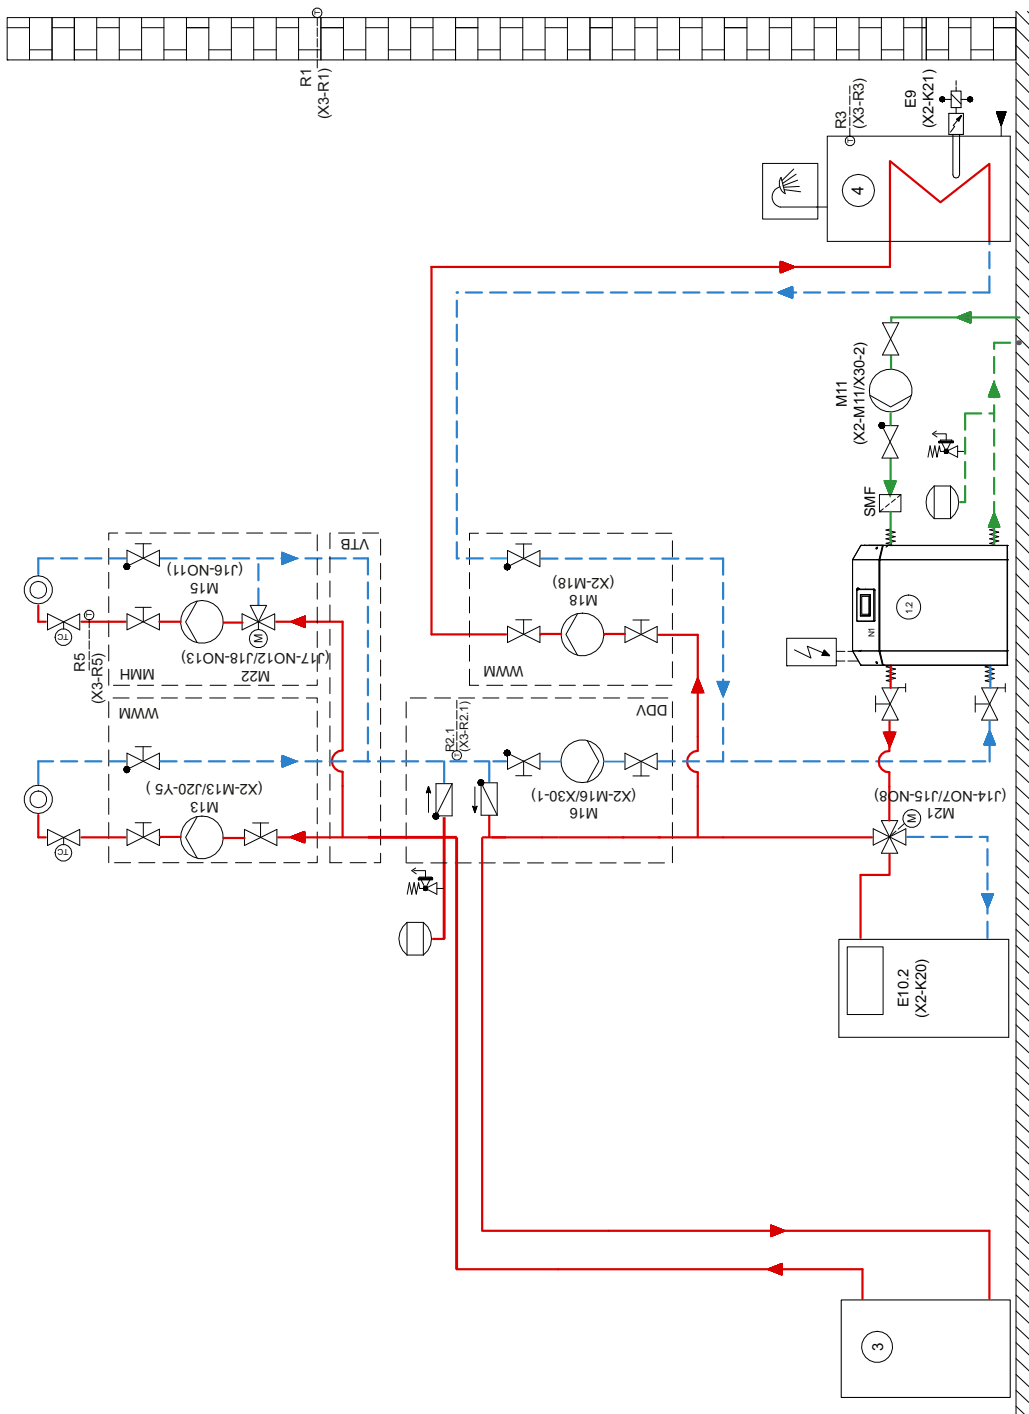 R1
(X3-R1)
E9
(X2-K21)
R3
(X3-R3)
4
M11
(X2-M11/X30-2)
SMF
1.2
N1
TC
T
R5
(X3-R5)
MMH
M15
(J16-NO11)
M
M22
(J17-NO12/J18-NO13)
VTB
WWM
M18
(X2-M18)
TC
WWM
M13
(X2-M13/J20-Y5)
DDV
R2.1
(X3-R2.1)
T
M16
(X2-M16/X30-1)
M
M21
(J14-NO7/J15-NO8)
E10.2
(X2-K20)
3
T
T